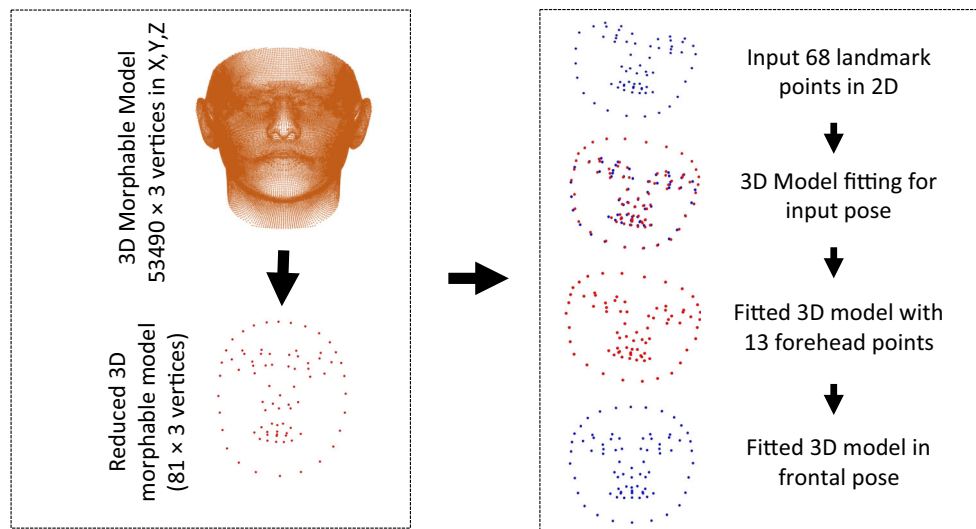 3D Morphable Model
53490 × 3 vertices in X,Y,Z
Reduced 3D
morphable model
(81 × 3 vertices)
Input 68 landmark
points in 2D
3D Model fitting for
input pose
Fitted 3D model with
13 forehead points
Fitted 3D model in
frontal pose